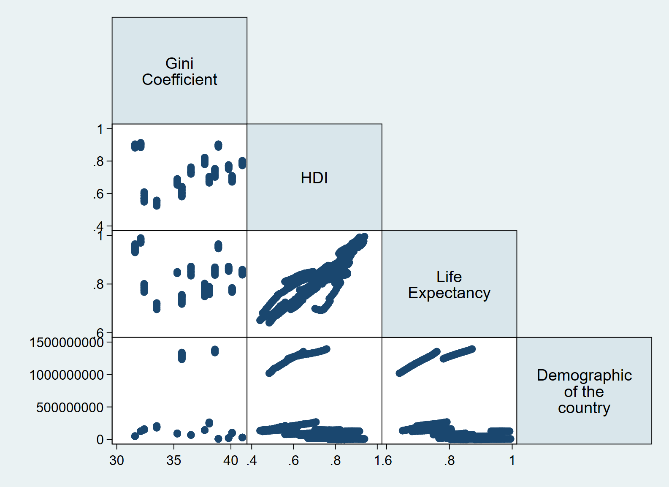 Gini
Coefficient
1
.8
.6
.4
HDI
1
.8
.6
Life
Expectancy
1500000000
1000000000
500000000
0
Demographic
of the
country
30
35
40
.4
.6
.8
1
.6
.8
1